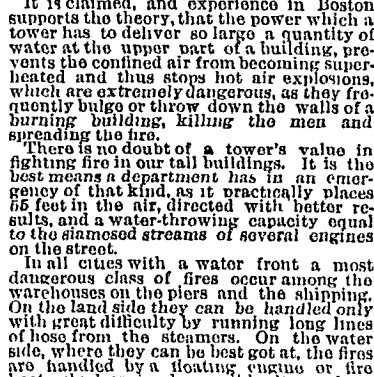 It is claimed, and experience in Boston
supports the theory, that the power which a
tower has to deliver so large a quantity of
water at the upper part of a building, pre-
vents the confined air from becoming super-
heated and thus stops hot air explosions,
which are extremely dangerous, as they fre-
quently bulge or throw down the walls of a
burning building, killing the men and
spreading the fire.
There is no doubt of a tower's value in
fighting fire in our tall buildings. It is the
best means a department has in an emer-
gency of that kind, as it practically places
55 feet in the air, directed with better re-
sults, and a water-throwing capacity equal
to the siamesed streams of several engines
on the street.
In all cities with a water front a most
dangerous class of fires occur among the
warehouses on the piers and the shipping.
On the land side they can be handled only
with great difficulty by running long lines
of hose from the steamers. On the water
side, where they can be best got at, the fires
are handled by a floating engine or fire